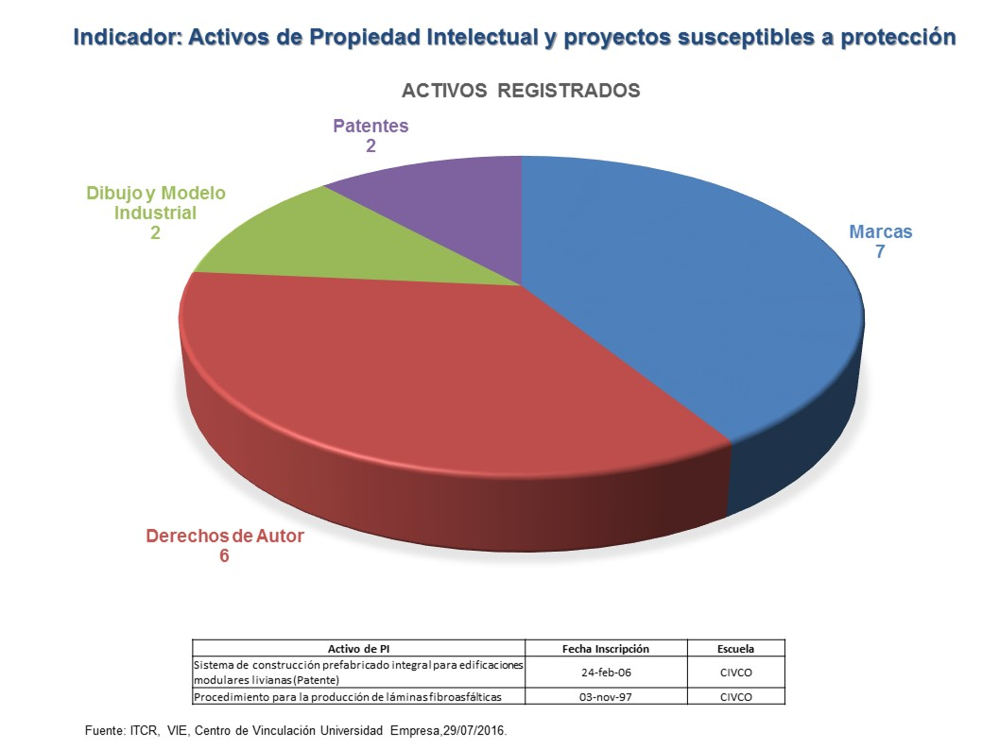 Indicador: Activos de Propiedad Intelectual y proyectos susceptibles a protección
ACTIVOS REGISTRADOS
Patentes
2
Dibujo y Modelo
Industrial
2
Marcas
7
Derechos de Autor
6
Activo de PI Fecha Inscripción Escuela
Sistema de construcción prefabricado integral para edificaciones
modulares livianas (Patente) 24-feb-06 CIVCO
Procedimiento para la producción de láminas fibroasfálticas 03-nov-97 CIVCO
Fuente: ITCR, VIE, Centro de Vinculación Universidad Empresa,29/07/2016.